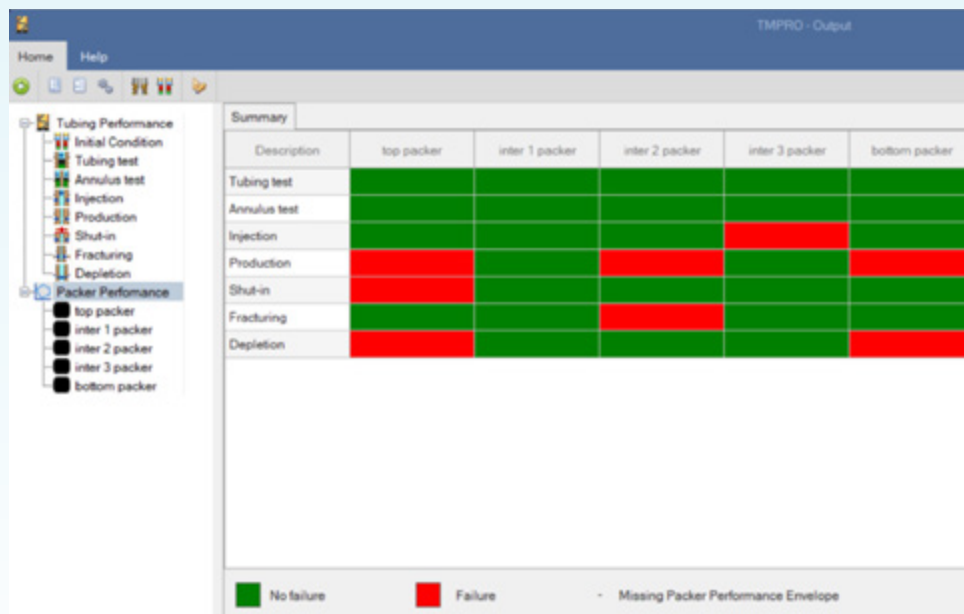 TMPRO - Output
Home Help
Tubing Performance
Initial Condition
Tubing test
Annulus test
Injection
Production
Shut-in
Fracturing
Depletion
Packer Perfomance
top packer
inter 1 packer
inter 2 packer
inter 3 packer
bottom packer
Summary
Description top packer inter 1 packer inter 2 packer inter 3 packer bottom packer
Tubing test
Annulus test
Injection
Production
Shut-in
Fracturing
Depletion
No failure Failure - Missing Packer Performance Envelope